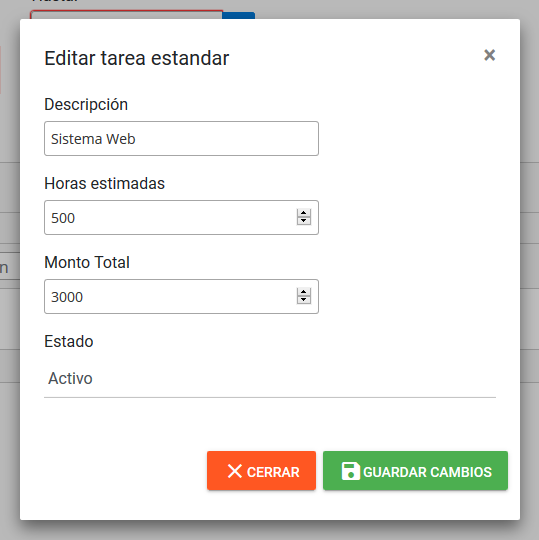 Editar tarea estandar
×
Descripción
Sistema Web
Horas estimadas
500
Monto Total
3000
Estado
Activo
CERRAR
GUARDAR CAMBIOS